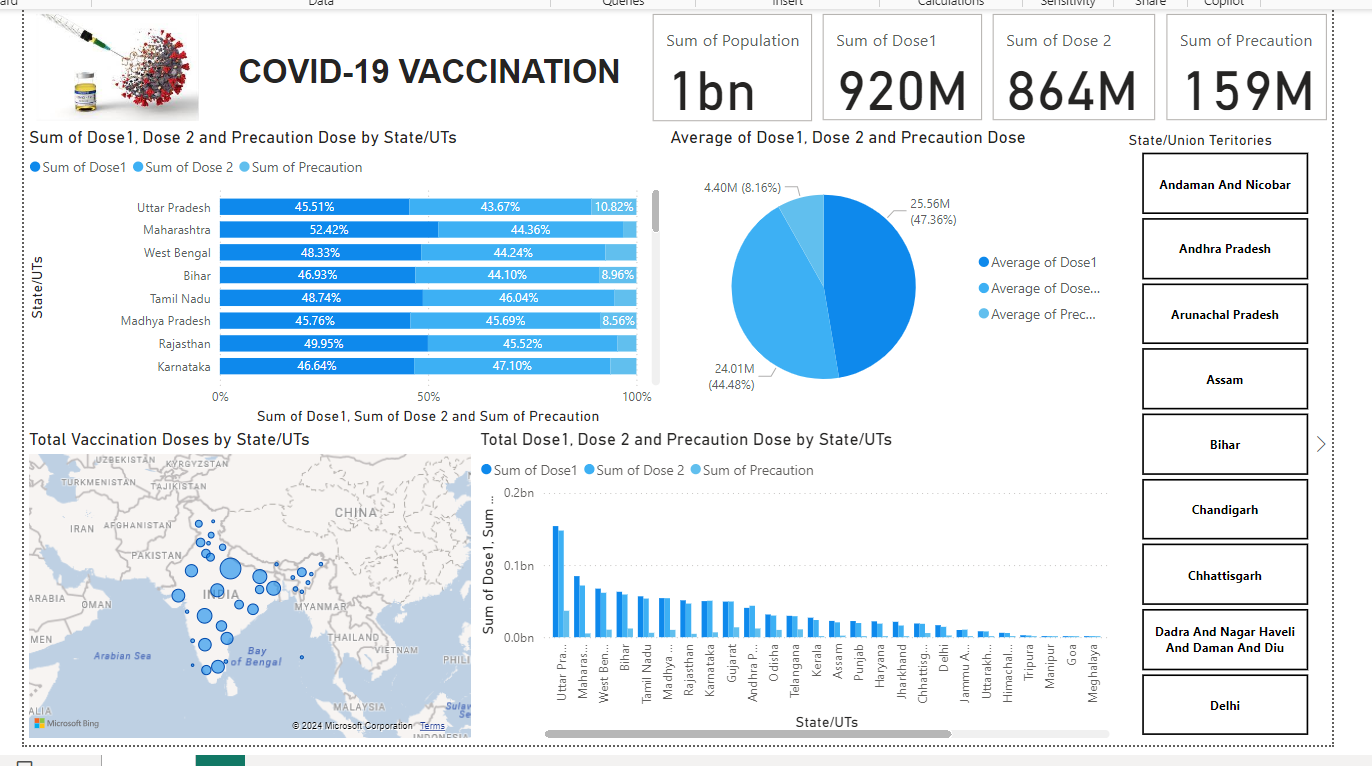 Data
Queries
Insert
Calculations
Sensitivity
Share
Copilot
COVID-19 VACCINATION
Sum of Population
1bn
Sum of Dose1
920M
Sum of Dose 2
864M
Sum of Precaution
159M
Sum of Dose1, Dose 2 and Precaution Dose by State/UTs
Sum of Dose1 Sum of Dose 2 Sum of Precaution
State/UTs
Uttar Pradesh 45.51% 43.67% 10.82%
Maharashtra 52.42% 44.36%
West Bengal 48.33% 44.24%
Bihar 46.93% 44.10% 8.96%
Tamil Nadu 48.74% 46.04%
Madhya Pradesh 45.76% 45.69% 8.56%
Rajasthan 49.95% 45.52%
Karnataka 46.64% 47.10%
0% 50% 100%
Sum of Dose1, Sum of Dose 2 and Sum of Precaution
Average of Dose1, Dose 2 and Precaution Dose
4.40M (8.16%)
25.56M
(47.36%)
24.01M
(44.48%)
Average of Dose1
Average of Dose...
Average of Prec...
State/Union Teritories
Andaman And Nicobar
Andhra Pradesh
Arunachal Pradesh
Assam
Bihar
Chandigarh
Chhattisgarh
Dadra And Nagar Haveli
And Daman And Diu
Delhi
Total Vaccination Doses by State/UTs
UZBEKISTAN
KYRGYZSTAN
TURKMENISTAN
TAJIKISTAN
CHINA
IRAN
AFGHANISTAN
PAKISTAN
INDIA
ARABIA
OMAN
MYANMAR
MEN
THAILAND
VIETNAM
Arabian Sea
Bay
of Bengal
PHILI
MALAYSIA
ALIA
Microsoft Bing
© 2024 Microsoft Corporation Terms
INDONESIA
Total Dose1, Dose 2 and Precaution Dose by State/UTs
Sum of Dose1 Sum of Dose 2 Sum of Precaution
Sum of Dose1, Sum ...
0.2bn
0.1bn
0.0bn
Uttar Pra...
Maharas...
West Ben...
Bihar
Tamil Nadu
Madhya ...
Rajasthan
Karnataka
Gujarat
Andhra P...
Odisha
Telangana
Kerala
Assam
Punjab
Haryana
Jharkhand
Chhattisg...
Delhi
Jammu A...
Uttarakh...
Himachal...
Tripura
Manipur
Goa
Meghalaya
State/UTs